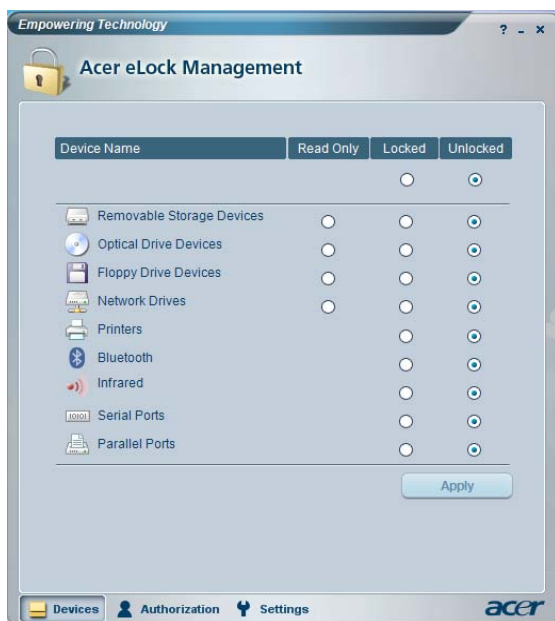 Empowering Technology
? - x
Acer eLock Management
Device Name Read Only Locked Unlocked
Removable Storage Devices
Optical Drive Devices
Floppy Drive Devices
Network Drives
Printers
Bluetooth
Infrared
10101 Serial Ports
Parallel Ports
Apply
Devices Authorization Settings acer